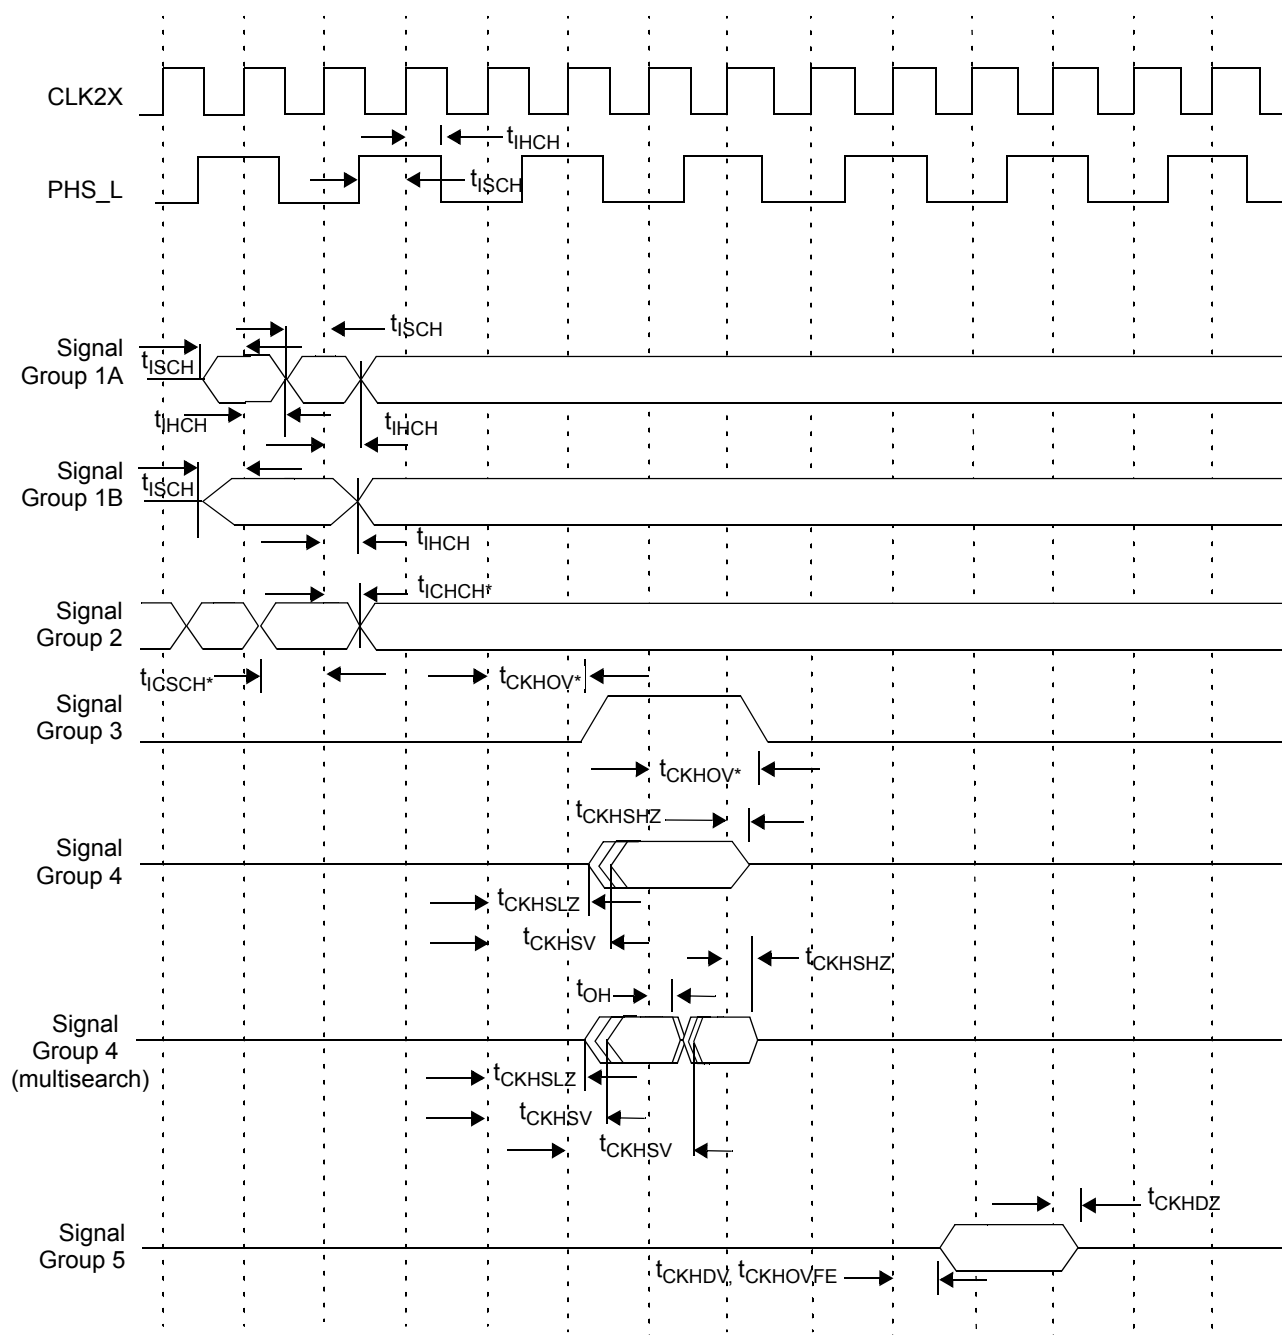 CLK2X
tIHCH
PHS_L
tISCH
tISCH
Signal
Group 1A
tISCH
tIHCH
tIHCH
Signal
Group 1B
tISCH
tIHCH
tICHCH*
Signal
Group 2
tICSCH*
tCKHOV*
Signal
Group 3
tCKHOV*
tCKHSHZ
Signal
Group 4
tCKHSLZ
tCKHSV
tCKHSHZ
tOH
Signal
Group 4
(multisearch)
tCKHSLZ
tCKHSV
tCKHSV
tCKHDZ
Signal
Group 5
tCKHDV, tCKHOVFE